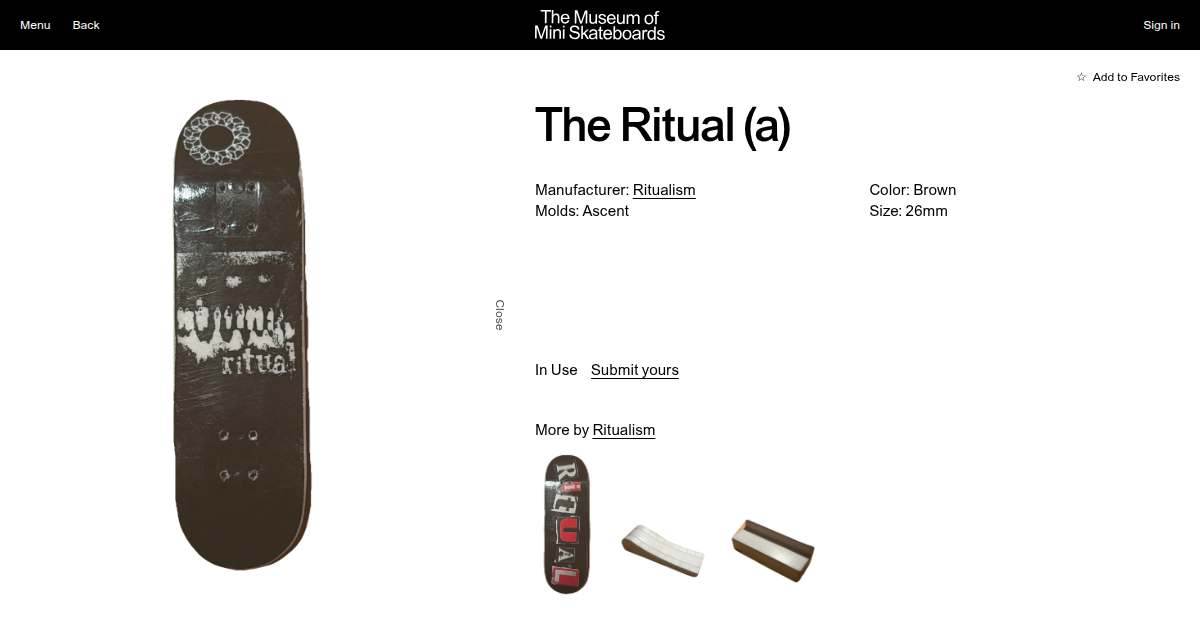 Menu
Back
The Museum of
Mini Skateboards
Sign in
☆ Add to Favorites
The Ritual (a)
Manufacturer: Ritualism
Molds: Ascent
Color: Brown
Size: 26mm
ritual
Close
In Use Submit yours
More by Ritualism
RITUAL